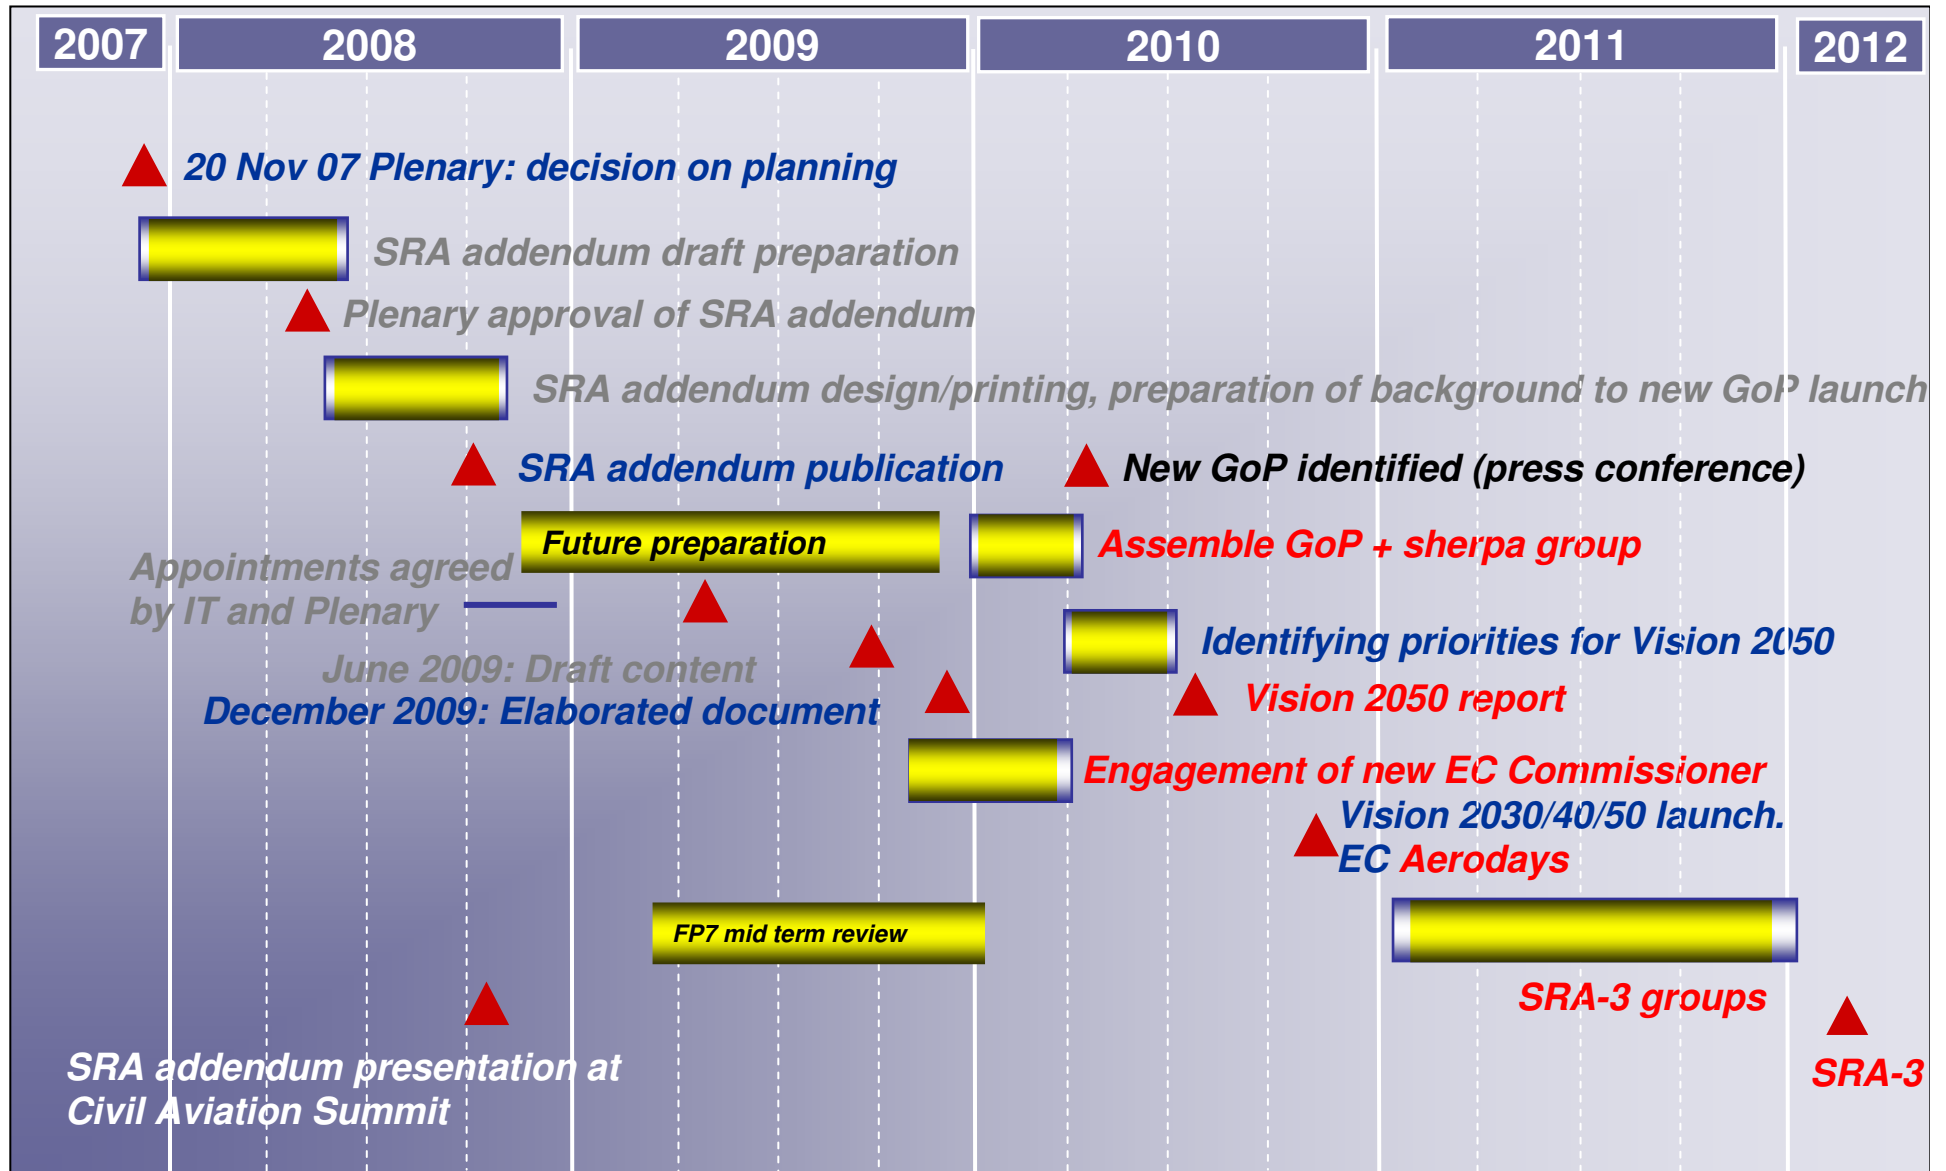 2007
2008
2009
2010
2011
2012
20 Nov 07 Plenary: decision on planning
SRA addendum draft preparation
Plenary approval of SRA addendum
SRA addendum design/printing, preparation of background to new GoP launch
SRA addendum publication
New GoP identified (press conference)
Future preparation
Assemble GoP + sherpa group
Appointments agreed
by IT and Plenary
Identifying priorities for Vision 2050
June 2009: Draft content
Vision 2050 report
December 2009: Elaborated document
Engagement of new EC Commissioner
Vision 2030/40/50 launch.
EC Aerodays
FP7 mid term review
SRA-3 groups
SRA addendum presentation at
Civil Aviation Summit
SRA-3